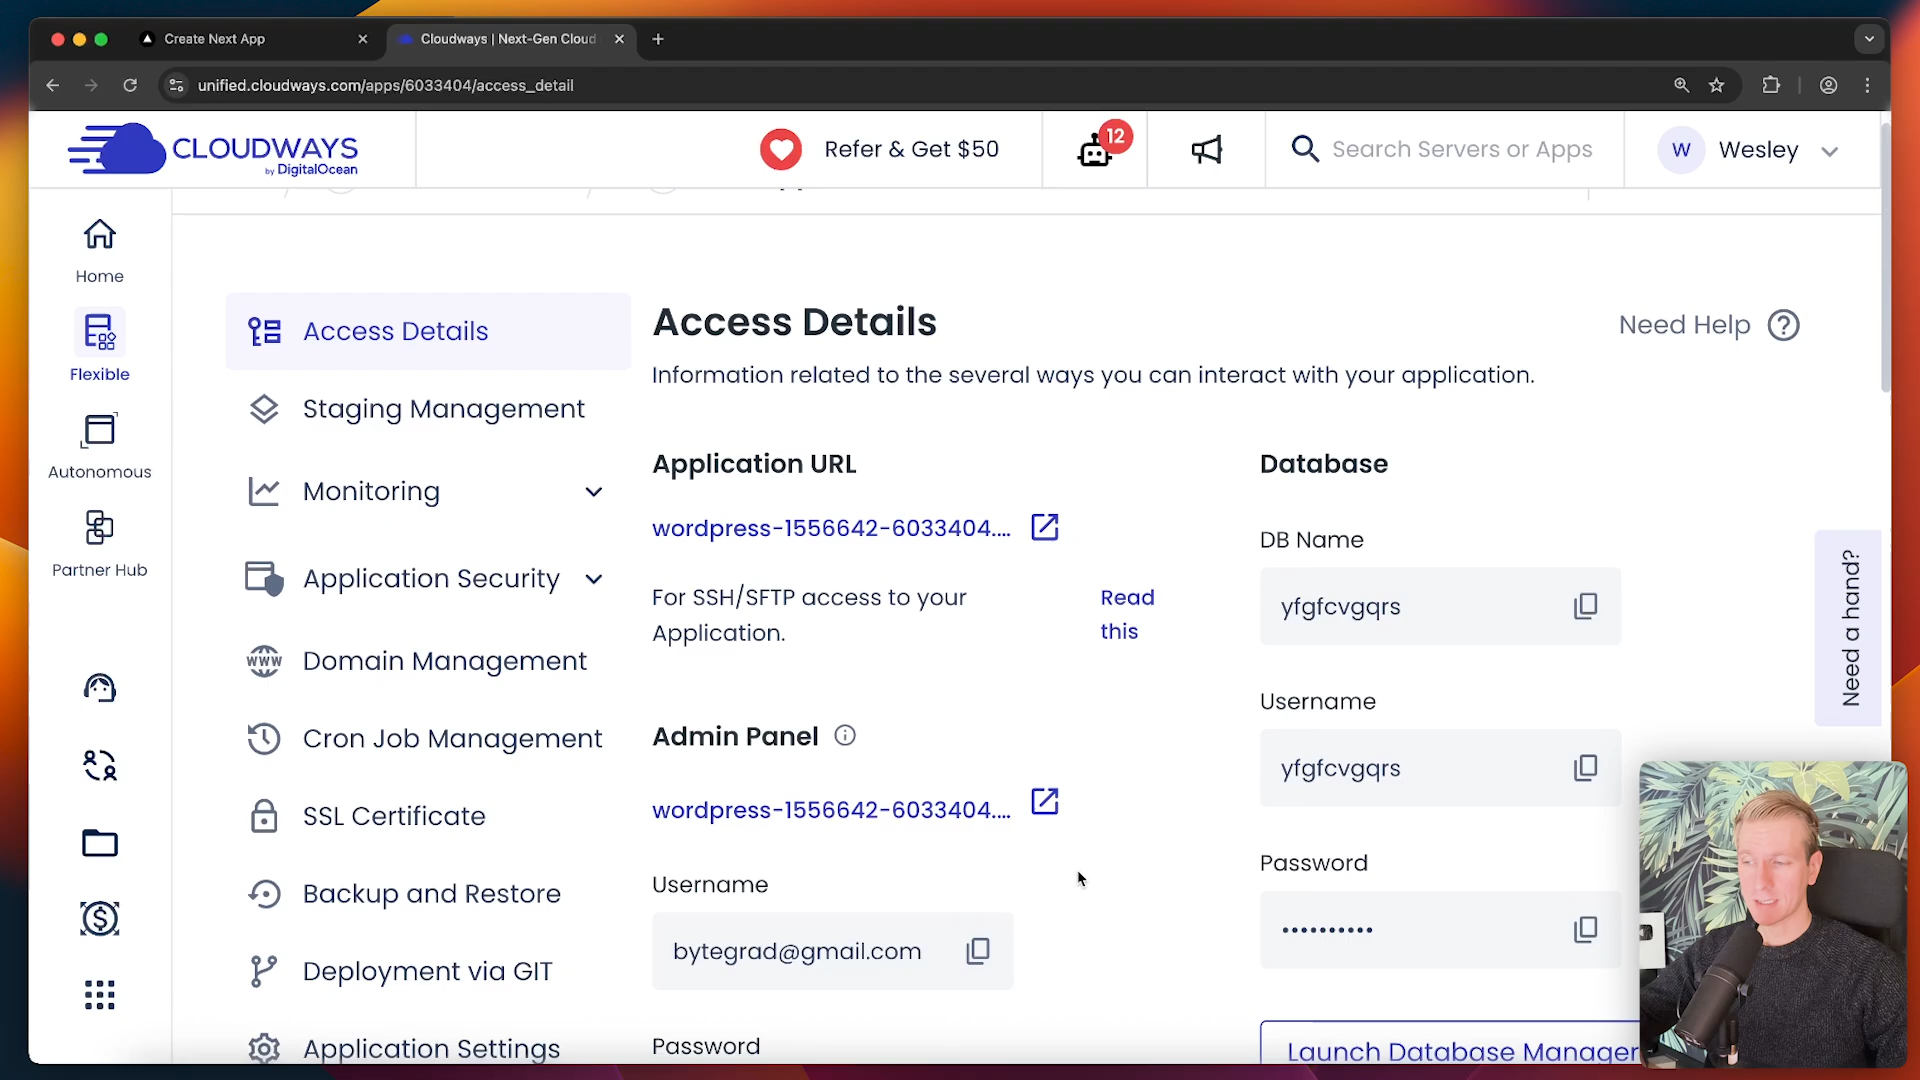 Create Next App
Cloudways | Next-Gen Cloud
unified.cloudways.com/apps/6033404/access_detail
CLOUDWAYS
by DigitalOcean
Refer & Get $50
12
Search Servers or Apps
W
Wesley
Home
Flexible
Autonomous
Partner Hub
Access Details
Staging Management
Monitoring
Application Security
www
Domain Management
Cron Job Management
SSL Certificate
Backup and Restore
Deployment via GIT
Application Settings
Access Details
Need Help
Information related to the several ways you can interact with your application.
Application URL
wordpress-1556642-6033404....
For SSH/SFTP access to your
Application.
Read
this
Admin Panel
wordpress-1556642-6033404....
Username
bytegrad@gmail.com
Password
Database
DB Name
yfgfcvgqrs
Username
yfgfcvgqrs
Password
••••••••••
Launch Database Manager
Need a hand?